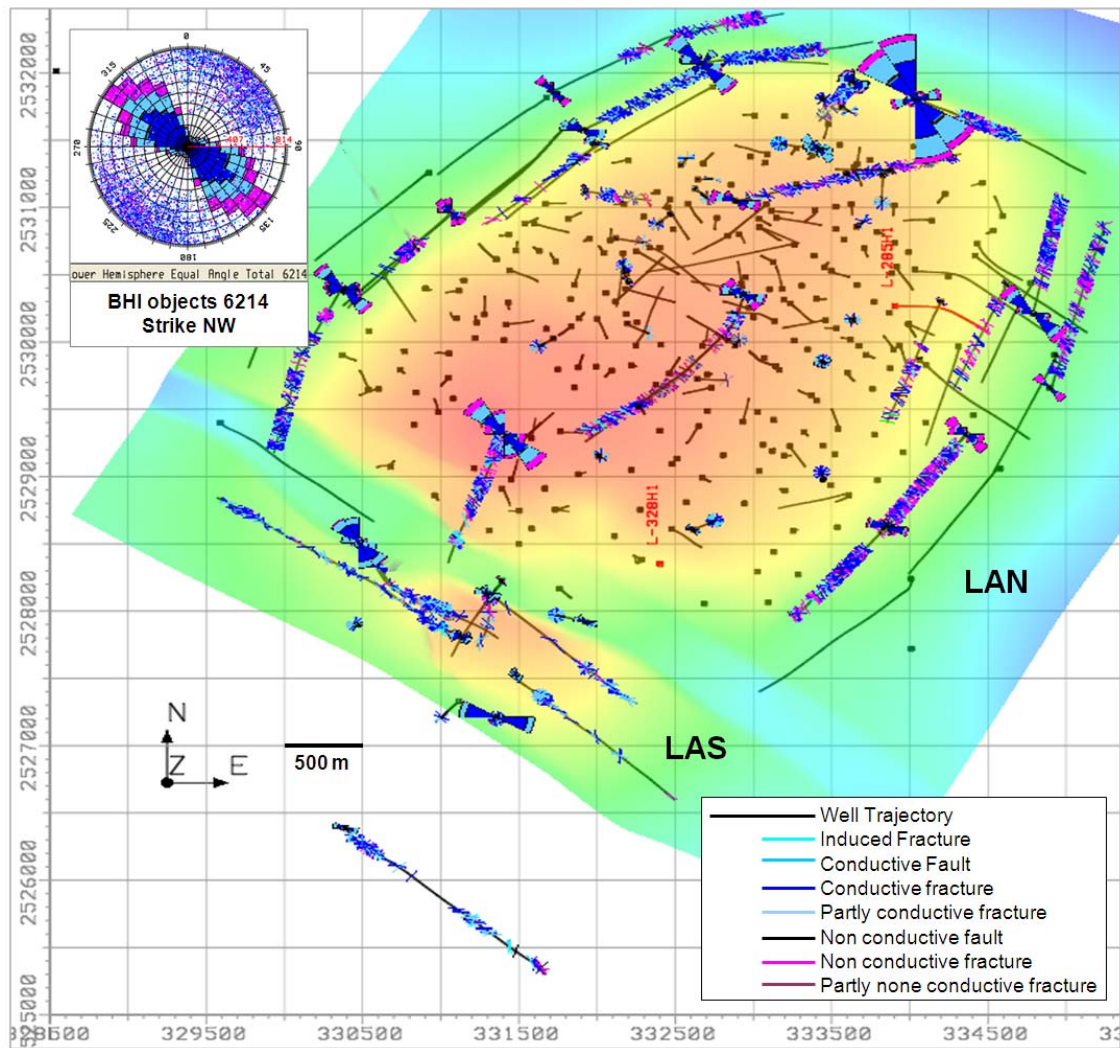 0
45
90
135
180
225
270
315
407
814
ower Hemisphere Equal Angle Total 6214
BHI objects 6214
Strike NW
2532000
2531000
2530000
2529000
2528000
2527000
2526000
2525000
L-285H1
L-328H1
LAN
LAS
N
Z
E
500 m
Well Trajectory
Induced Fracture
Conductive Fault
Conductive fracture
Partly conductive fracture
Non conductive fault
Non conductive fracture
Partly none conductive fracture
329500
330500
331500
332500
333500
334500